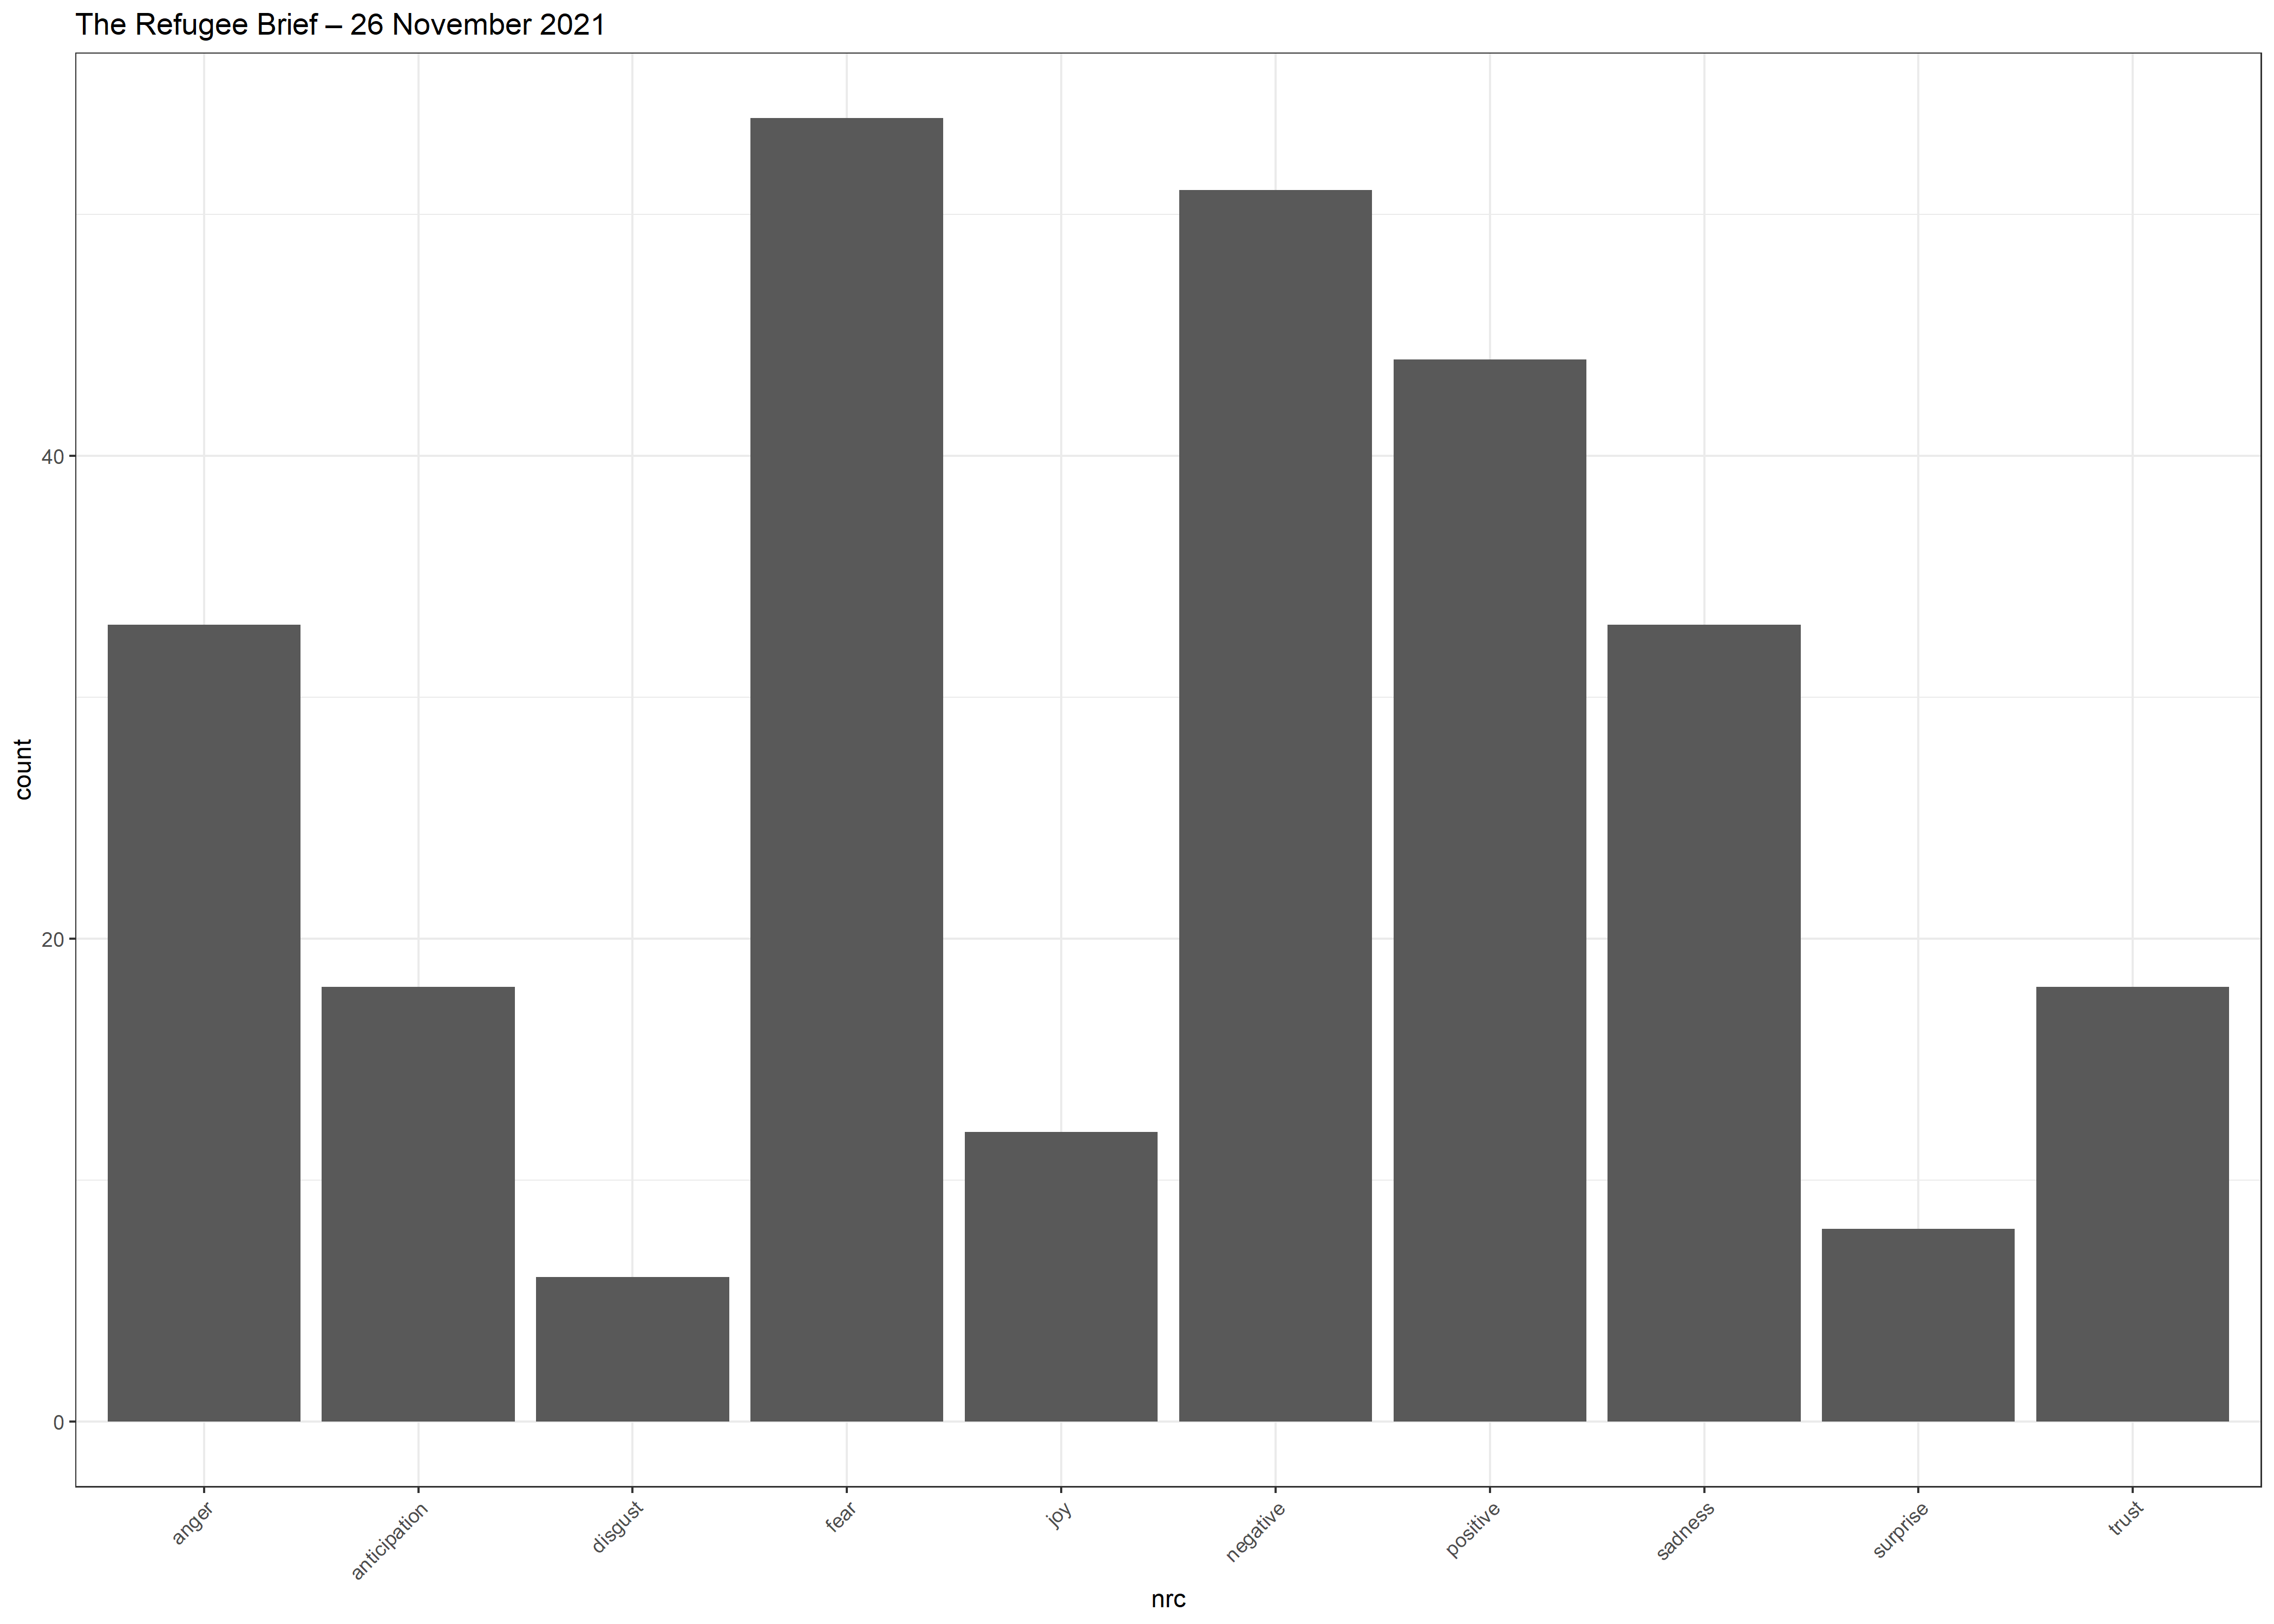 The Refugee Brief – 26 November 2021
count
40
20
0
anger
anticipation
disgust
fear
joy
negative
positive
sadness
surprise
trust
nrc